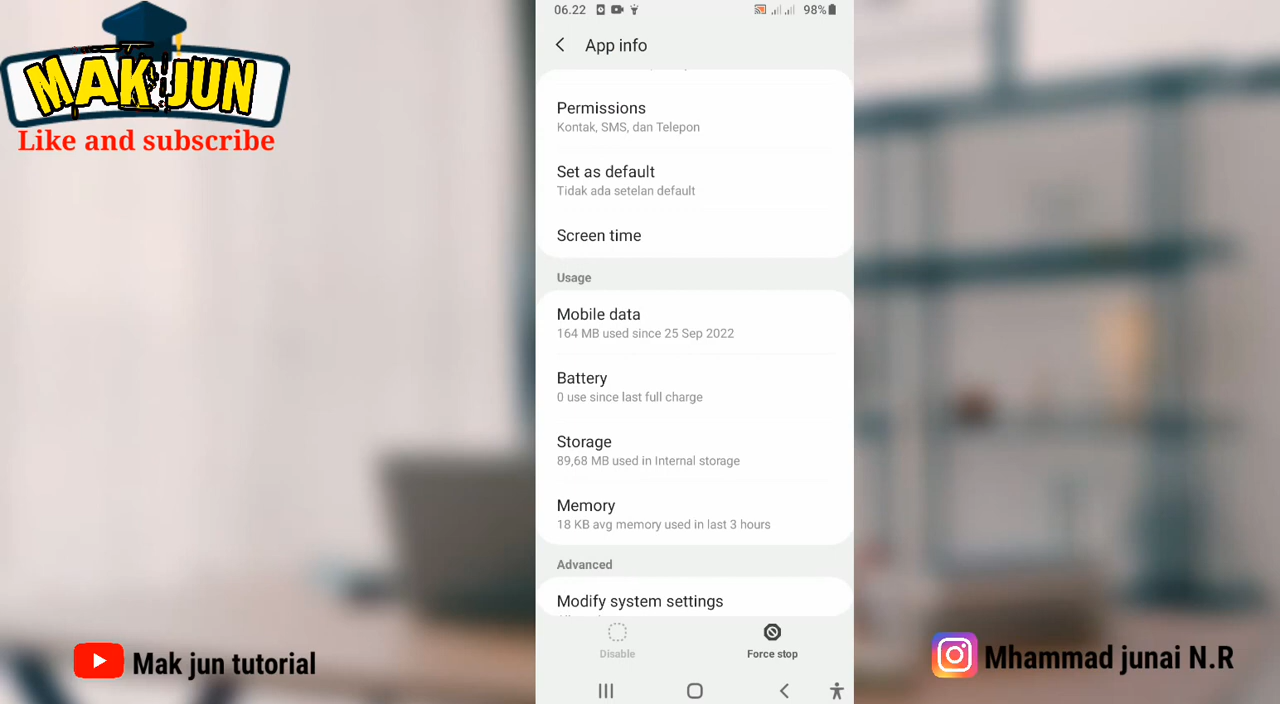 MAK JUN
Like and subscribe
06.22
98%
App info
Permissions
Kontak, SMS, dan Telepon
Set as default
Tidak ada setelan default
Screen time
Usage
Mobile data
164 MB used since 25 Sep 2022
Battery
0 use since last full charge
Storage
89,68 MB used in Internal storage
Memory
18 KB avg memory used in last 3 hours
Advanced
Modify system settings
Disable
Force stop
Mak jun tutorial
Mhammad junai N.R